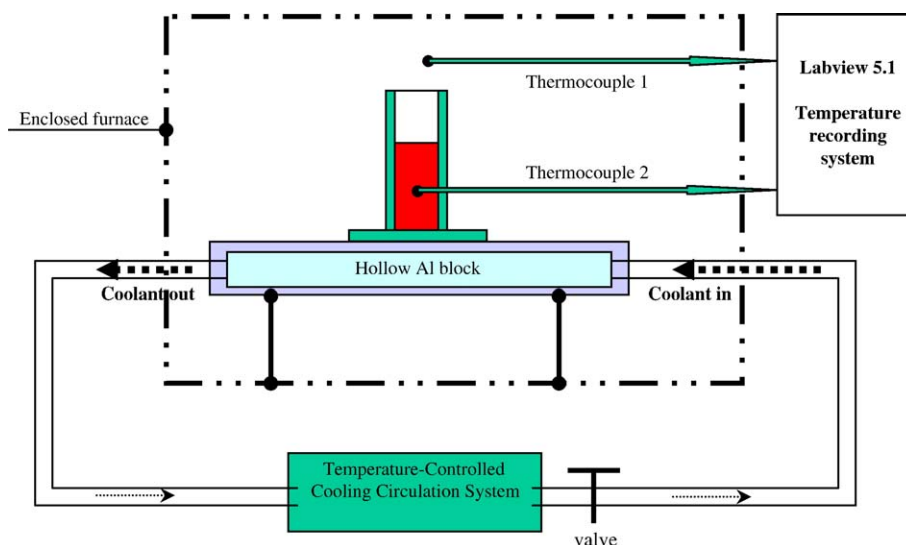 Thermocouple 1
Labview 5.1
Temperature
recording
system
Enclosed furnace
Thermocouple 2
Hollow Al block
Coolant out
Coolant in
Temperature-Controlled
Cooling Circulation System
valve